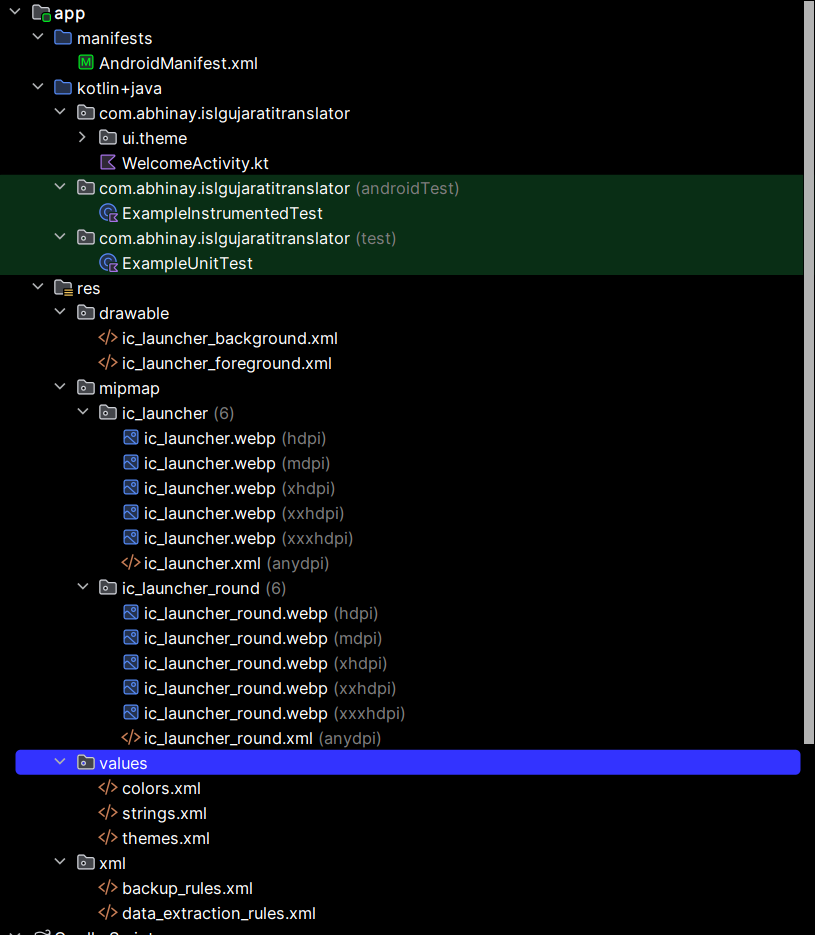 app
manifests
AndroidManifest.xml
kotlin+java
com.abhinay.islgujaratitranslator
ui.theme
WelcomeActivity.kt
com.abhinay.islgujaratitranslator (androidTest)
ExampleInstrumentedTest
com.abhinay.islgujaratitranslator (test)
ExampleUnitTest
res
drawable
ic_launcher_background.xml
ic_launcher_foreground.xml
mipmap
ic_launcher (6)
ic_launcher.webp (hdpi)
ic_launcher.webp (mdpi)
ic_launcher.webp (xhdpi)
ic_launcher.webp (xxhdpi)
ic_launcher.webp (xxxhdpi)
ic_launcher.xml (anydpi)
ic_launcher_round (6)
ic_launcher_round.webp (hdpi)
ic_launcher_round.webp (mdpi)
ic_launcher_round.webp (xhdpi)
ic_launcher_round.webp (xxhdpi)
ic_launcher_round.webp (xxxhdpi)
ic_launcher_round.xml (anydpi)
values
colors.xml
strings.xml
themes.xml
xml
backup_rules.xml
data_extraction_rules.xml